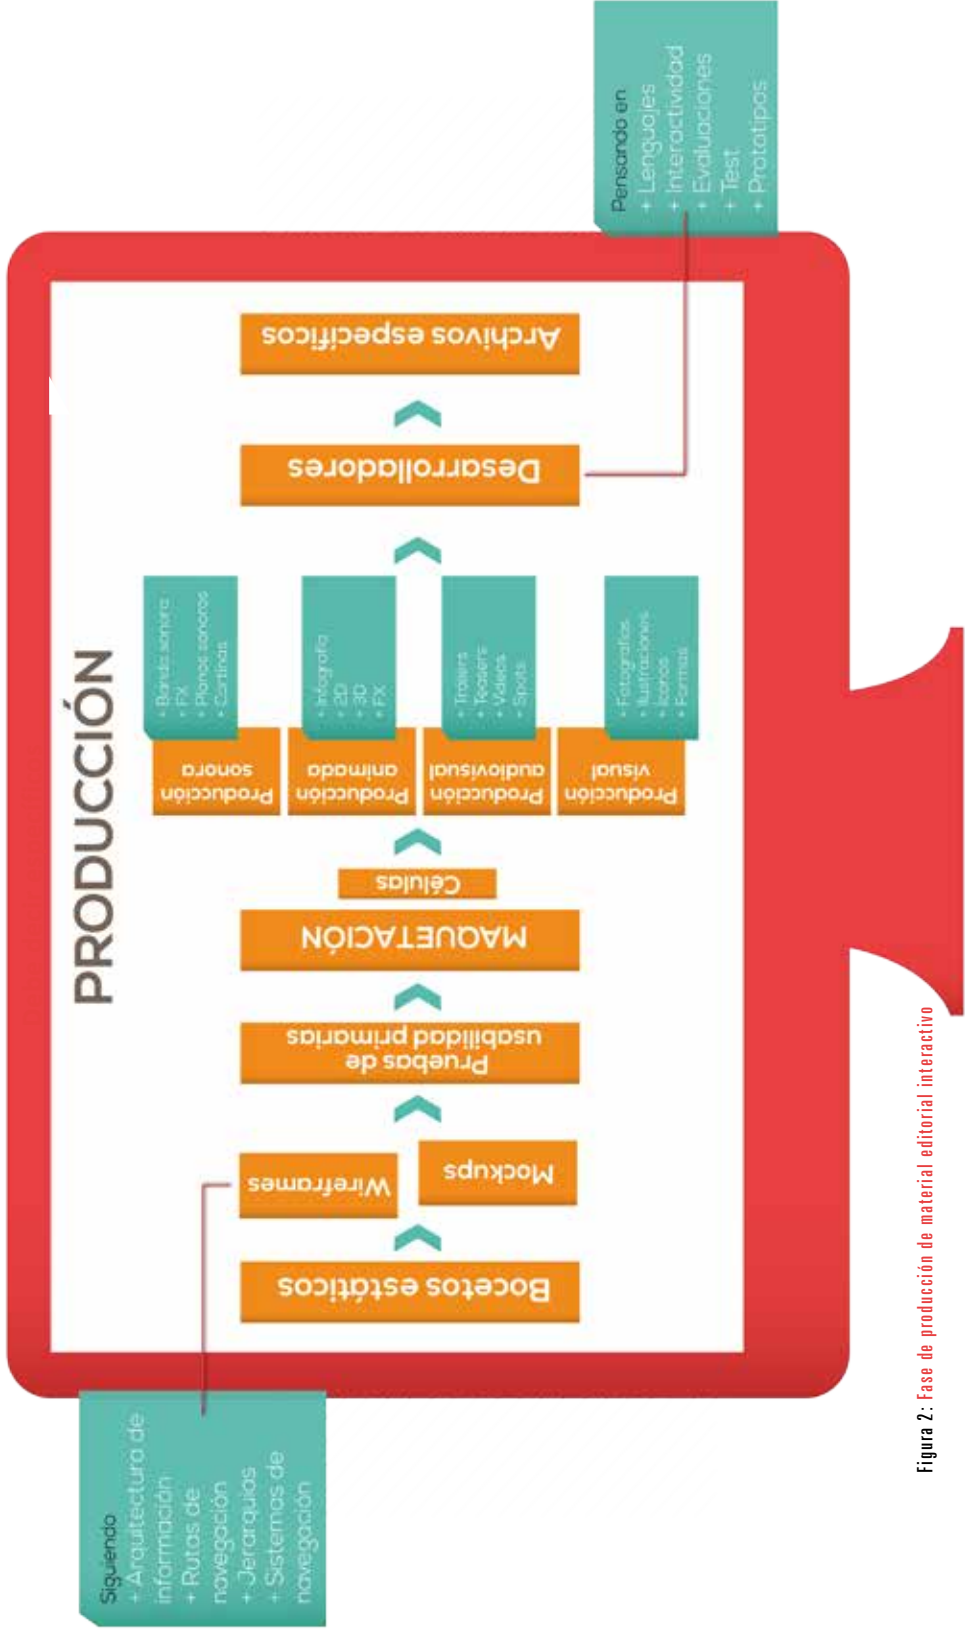 PRODUCCIÓN
Siguiendo
+ Arquitectura de
información
+ Rutas de
navegación
+ Jerarquías
+ Sistemas de
navegación
Bocetos estáticos
Wireframes
Mockups
Pruebas de
usabilidad primarias
MAQUETACIÓN
Células
Producción
sonora
+ Banda sonora
+ FX
+ Planos sonoros
+ Cortinas
Producción
animada
+ Infografía
+ 2D
+ 3D
+ FX
Producción
audiovisual
+ Trailers
+ Teasers
+ Videos
+ Spots
Producción
visual
+ Fotografías
+ Ilustraciones
+ Íconos
+ Formas
Desarrolladores
Archivos específicos
Pensando en
+ Lenguajes
+ Interactividad
+ Evaluaciones
+ Test
+ Prototipos
Figura 2: Fase de producción de material editorial interactivo